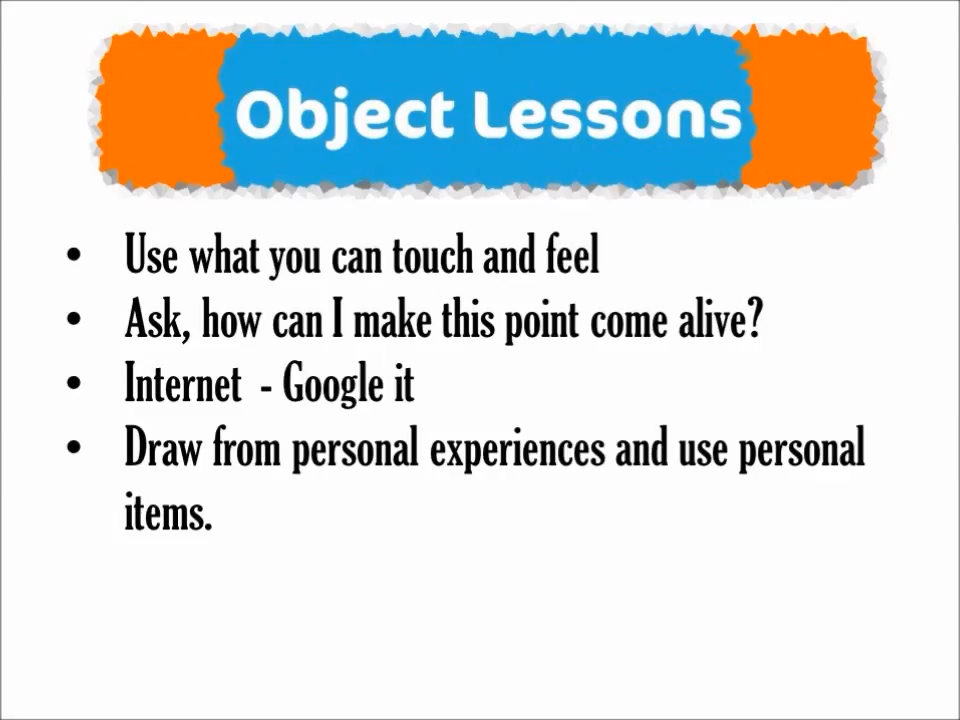 Object Lessons
• Use what you can touch and feel
• Ask, how can I make this point come alive?
• Internet - Google it
• Draw from personal experiences and use personal
items.